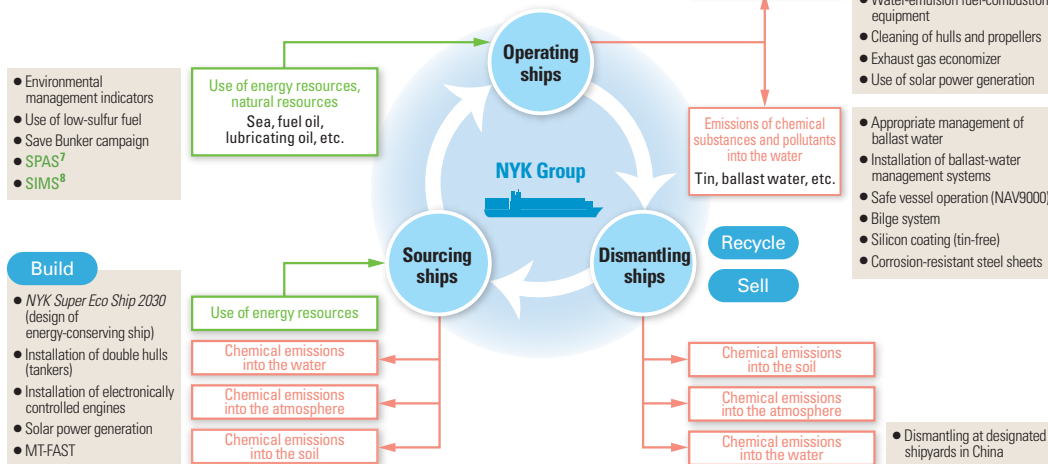 Water-emulsion fuel-combustion
equipment
● Cleaning of hulls and propellers
● Exhaust gas economizer
● Use of solar power generation
Operating
ships
● Environmental
management indicators
● Use of low-sulfur fuel
● Save Bunker campaign
● SPAS7
● SIMS8
Use of energy resources,
natural resources
Sea, fuel oil,
lubricating oil, etc.
Emissions of chemical
substances and pollutants
into the water
Tin, ballast water, etc.
● Appropriate management of
ballast water
● Installation of ballast-water
management systems
● Safe vessel operation (NAV9000)
● Bilge system
● Silicon coating (tin-free)
● Corrosion-resistant steel sheets
NYK Group
Sourcing
ships
Dismantling
ships
Recycle
Sell
Build
● NYK Super Eco Ship 2030
(design of
energy-conserving ship)
● Installation of double hulls
(tankers)
● Installation of electronically
controlled engines
● Solar power generation
● MT-FAST
Use of energy resources
Chemical emissions
into the water
Chemical emissions
into the atmosphere
Chemical emissions
into the soil
Chemical emissions
into the soil
Chemical emissions
into the atmosphere
Chemical emissions
into the water
● Dismantling at designated
shipyards in China